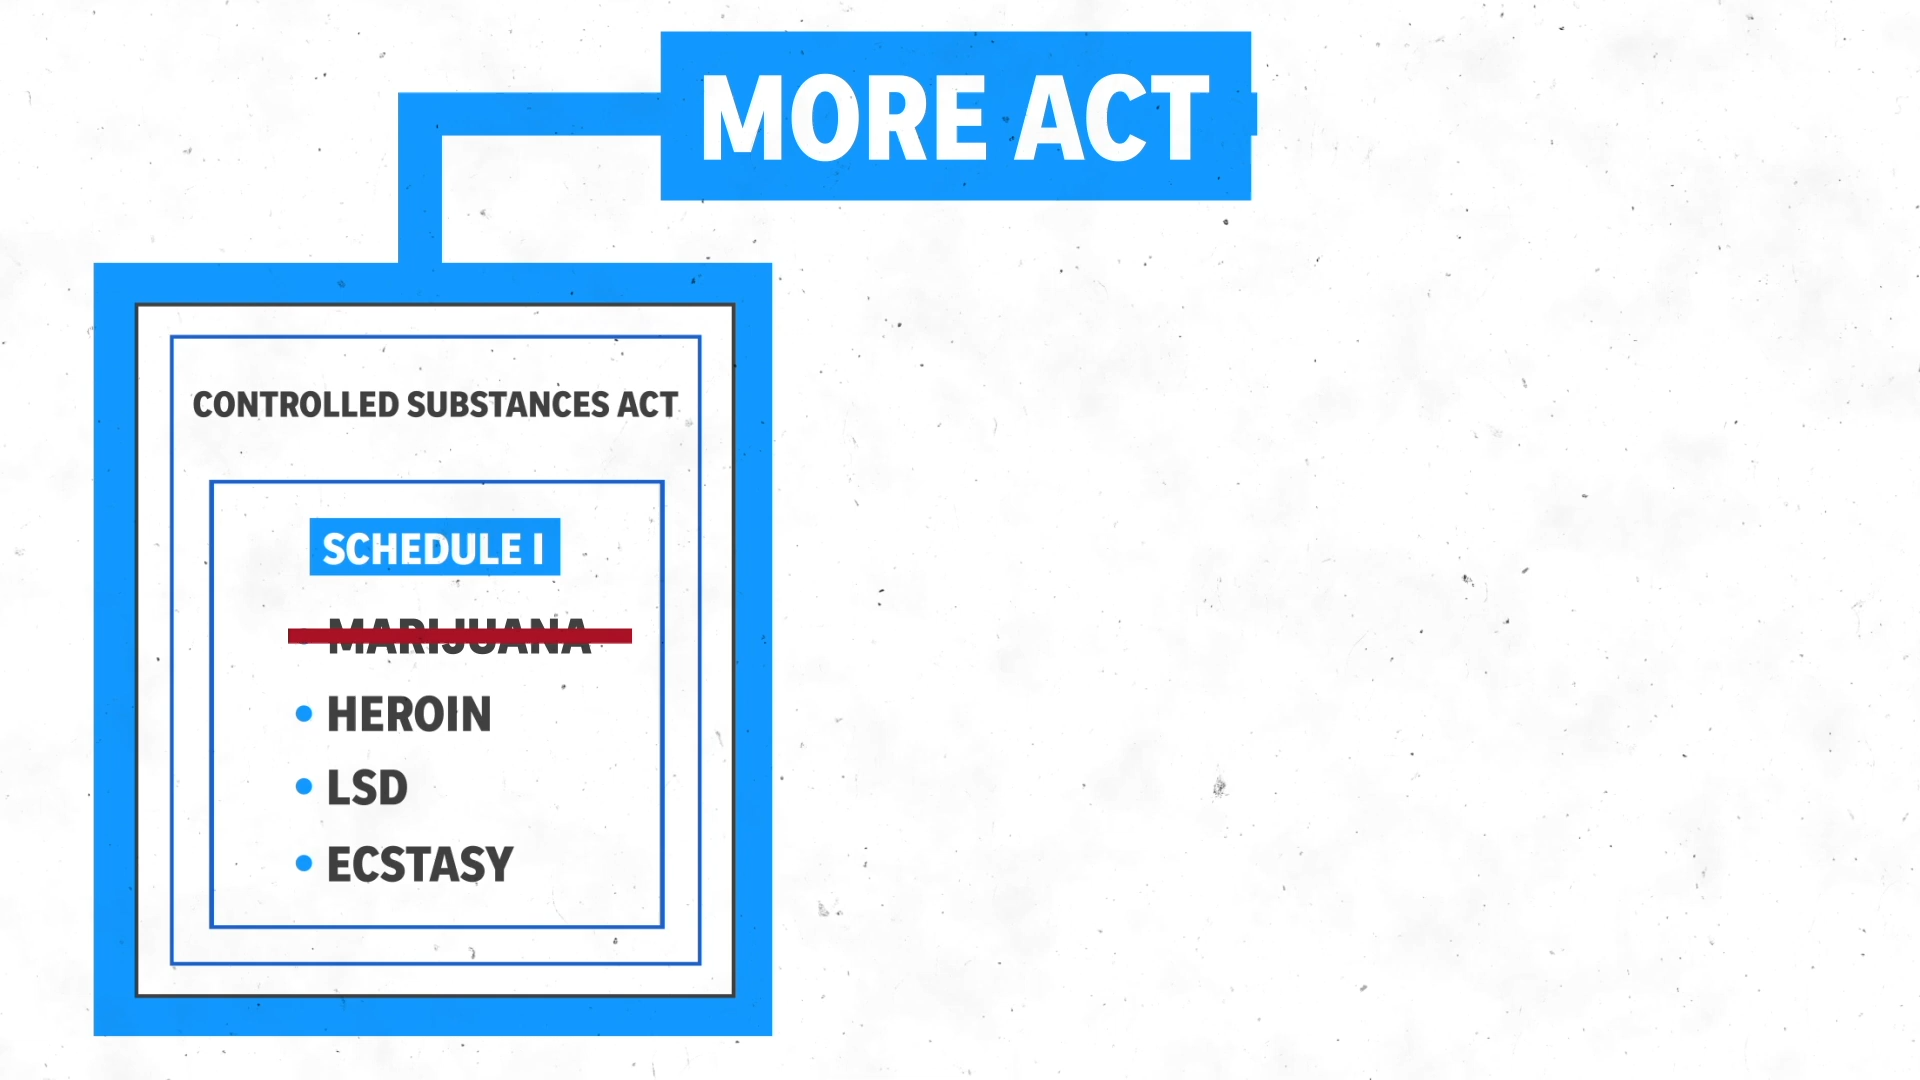 MORE ACT
CONTROLLED SUBSTANCES ACT
SCHEDULE I
MARIJUANA
HEROIN
LSD
ECSTASY